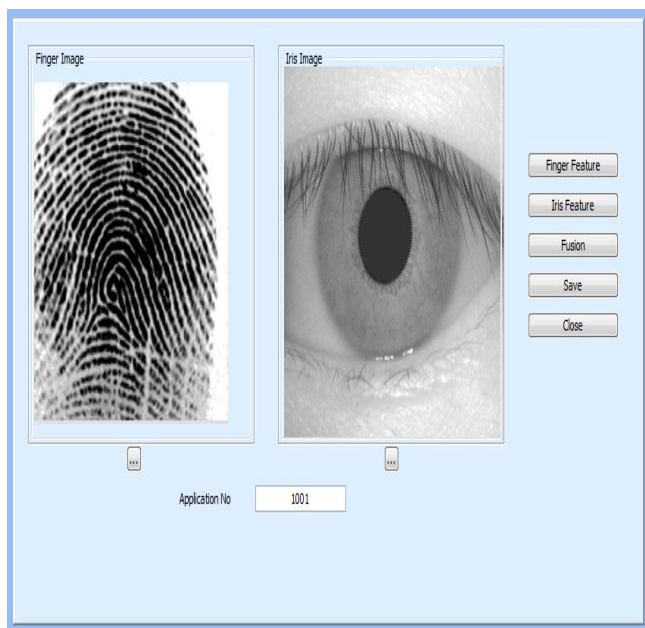 Finger Image
Iris Image
Finger Feature
Iris Feature
Fusion
Save
Close
...
...
Application No
1001